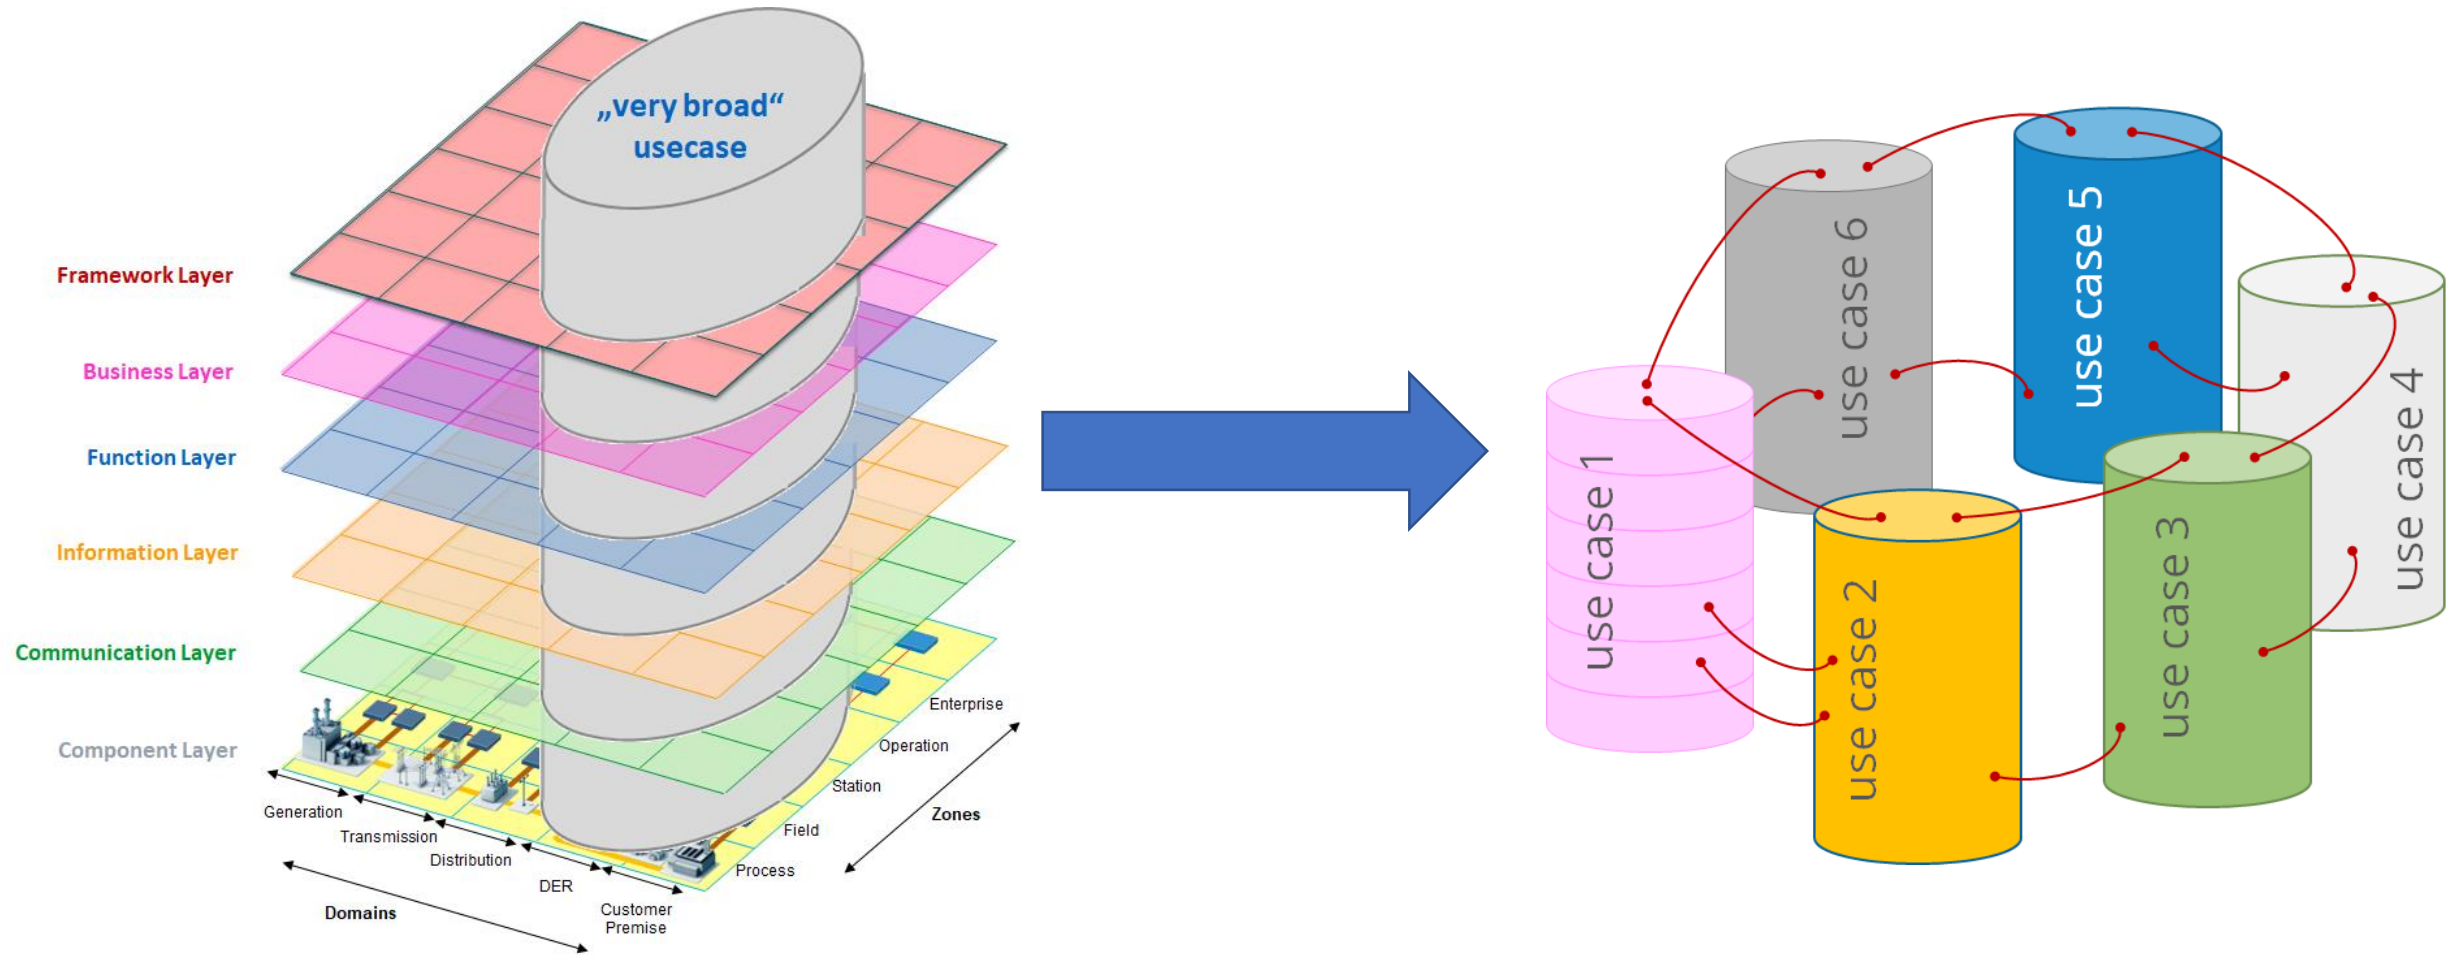 „very broad“
usecase
Framework Layer
Business Layer
Function Layer
Information Layer
Communication Layer
Component Layer
Generation
Transmission
Distribution
DER
Customer
Premise
Domains
Process
Field
Station
Operation
Enterprise
Zones
use case 1
use case 2
use case 3
use case 4
use case 5
use case 6